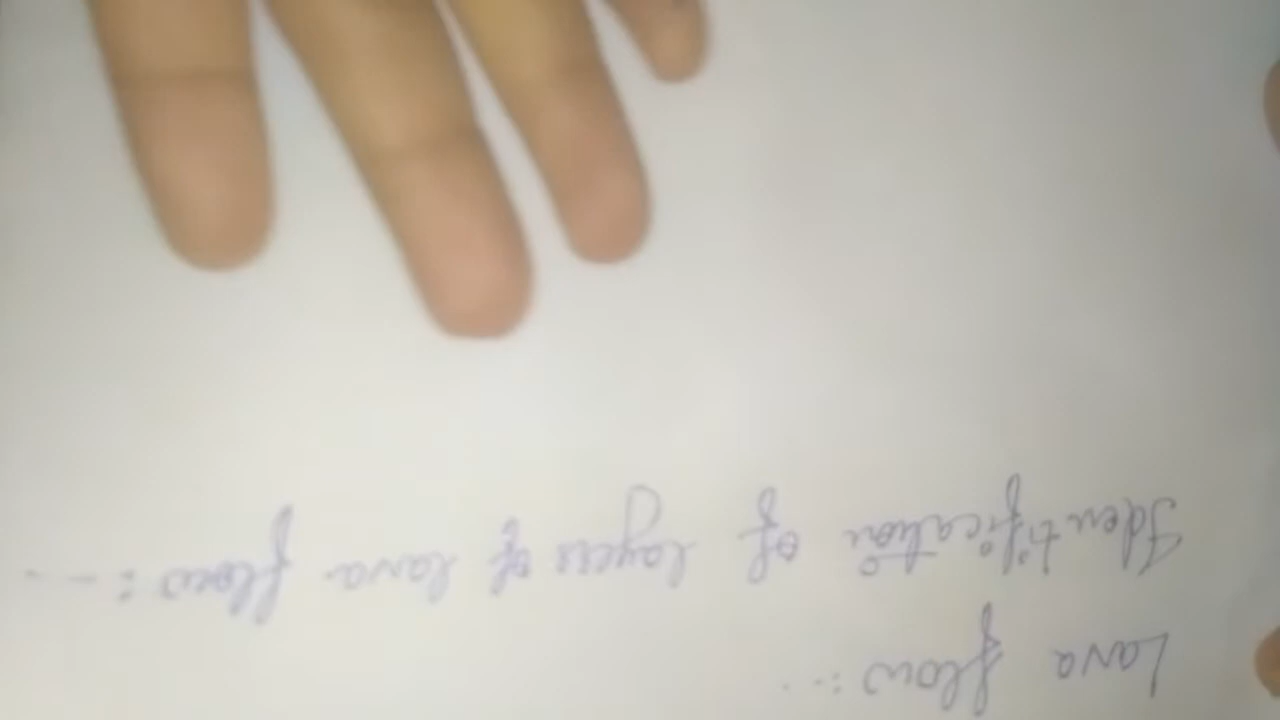 Lava flow:--
Identification of layers of lava flow:--